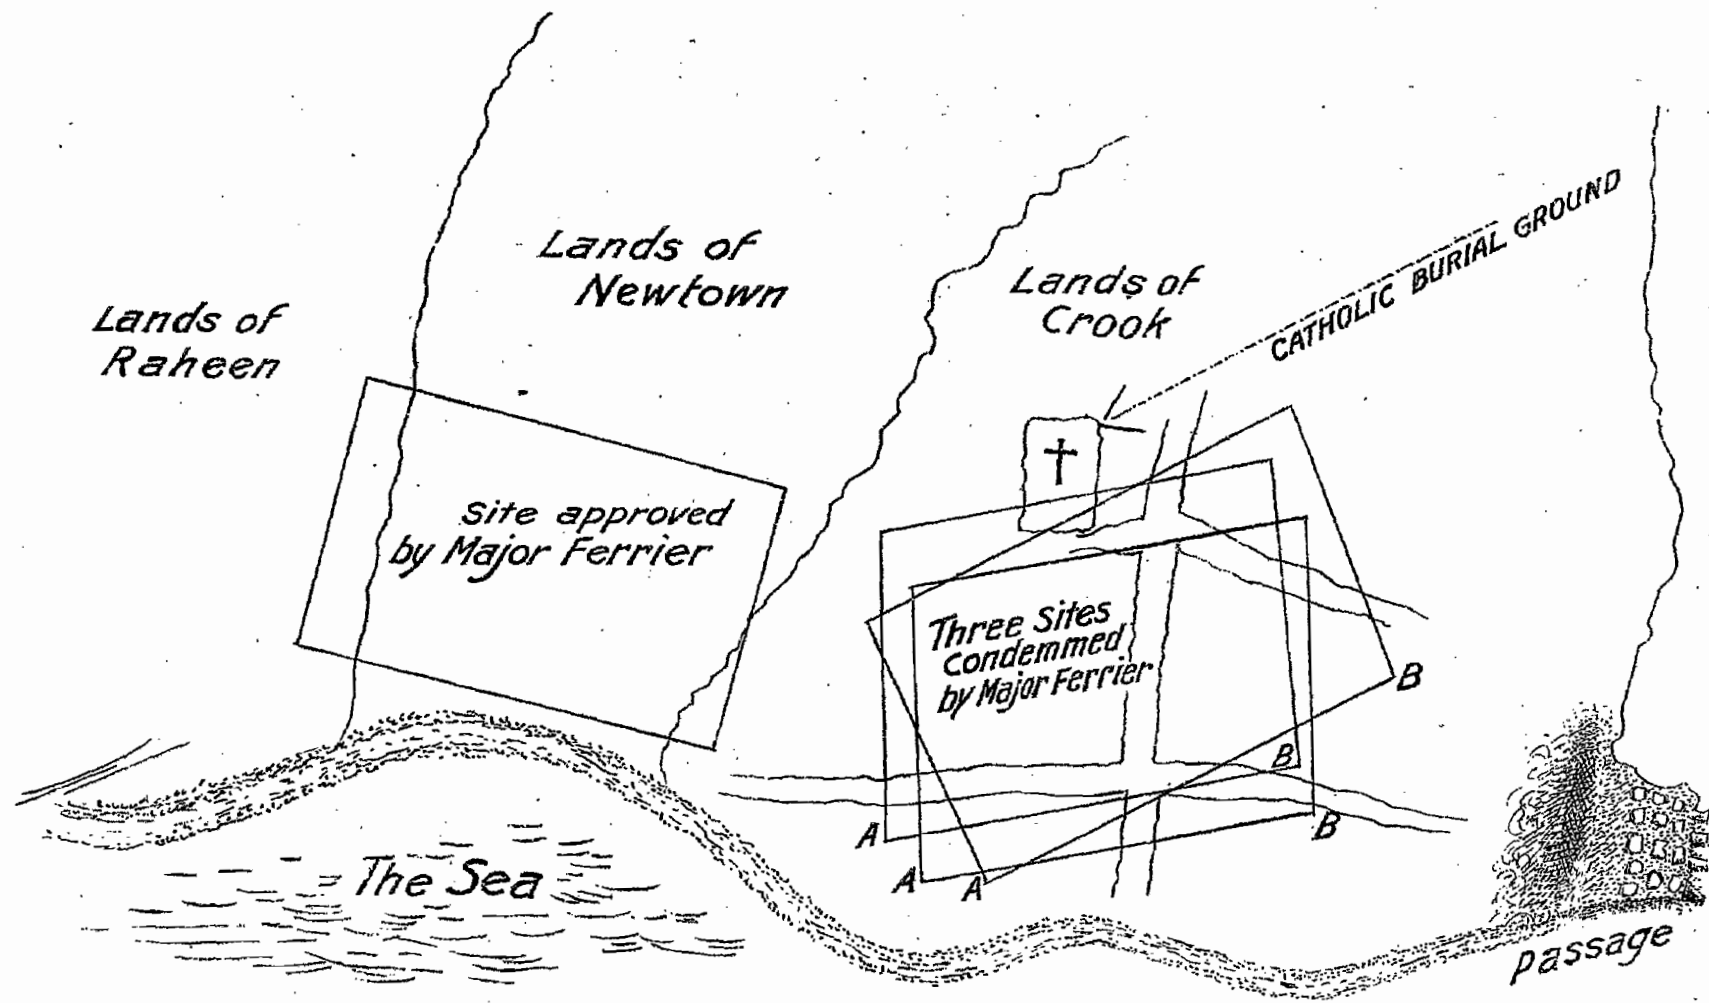 Lands of
Raheen
Lands of
Newtown
Lands of
Crook
CATHOLIC BURIAL GROUND
Site approved
by Major Ferrier
Three Sites
Condemmed
by Major Ferrier
B
B
B
A
A
A
The Sea
Passage